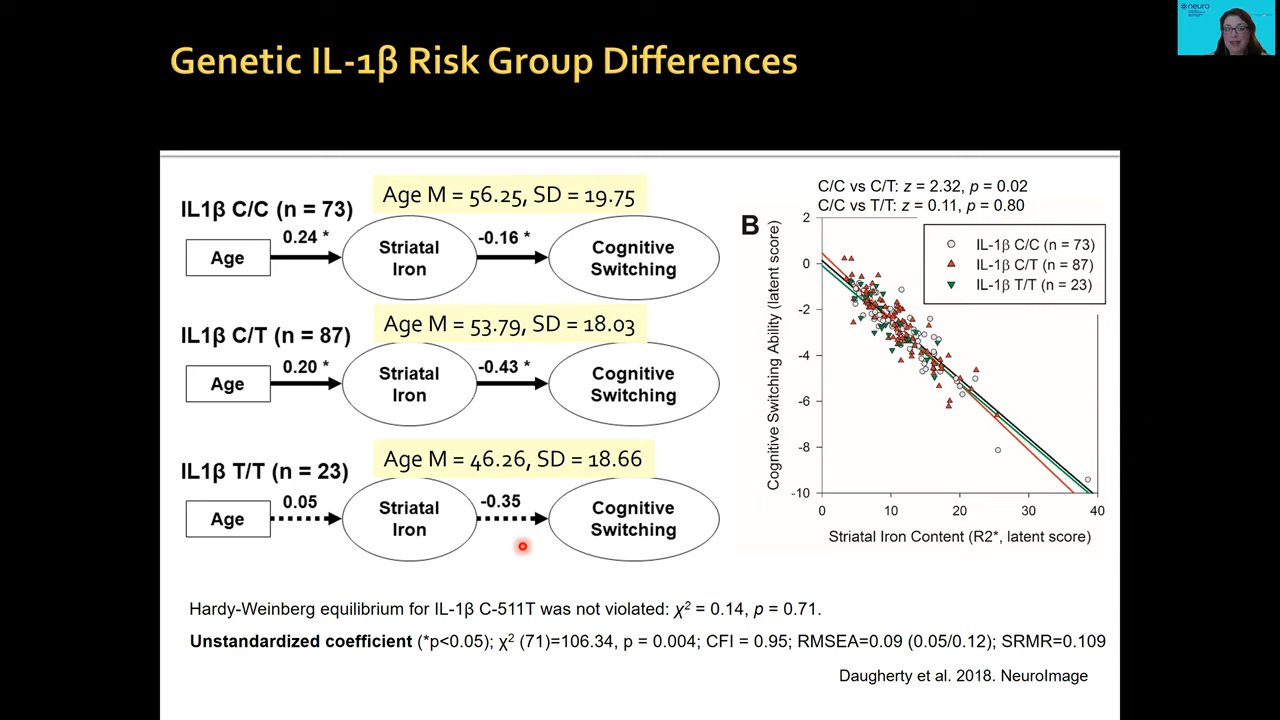 neuro
Genetic IL-1β Risk Group Differences
IL1β C/C (n = 73)
Age M = 56.25, SD = 19.75
Age
0.24 *
Striatal
Iron
-0.16 *
Cognitive
Switching
IL1β C/T (n = 87)
Age M = 53.79, SD = 18.03
Age
0.20 *
Striatal
Iron
-0.43 *
Cognitive
Switching
IL1β T/T (n = 23)
Age M = 46.26, SD = 18.66
Age
0.05
Striatal
Iron
-0.35
Cognitive
Switching
B
C/C vs C/T: z = 2.32, p = 0.02
C/C vs T/T: z = 0.11, p = 0.80
IL-1β C/C (n = 73)
IL-1β C/T (n = 87)
IL-1β T/T (n = 23)
Cognitive Switching Ability (latent score)
2
0
-2
-4
-6
-8
-10
0 10 20 30 40
Striatal Iron Content (R2*, latent score)
Hardy-Weinberg equilibrium for IL-1β C-511T was not violated: χ² = 0.14, p = 0.71.
Unstandardized coefficient (*p<0.05); χ² (71)=106.34, p = 0.004; CFI = 0.95; RMSEA=0.09 (0.05/0.12); SRMR=0.109
Daugherty et al. 2018. NeuroImage